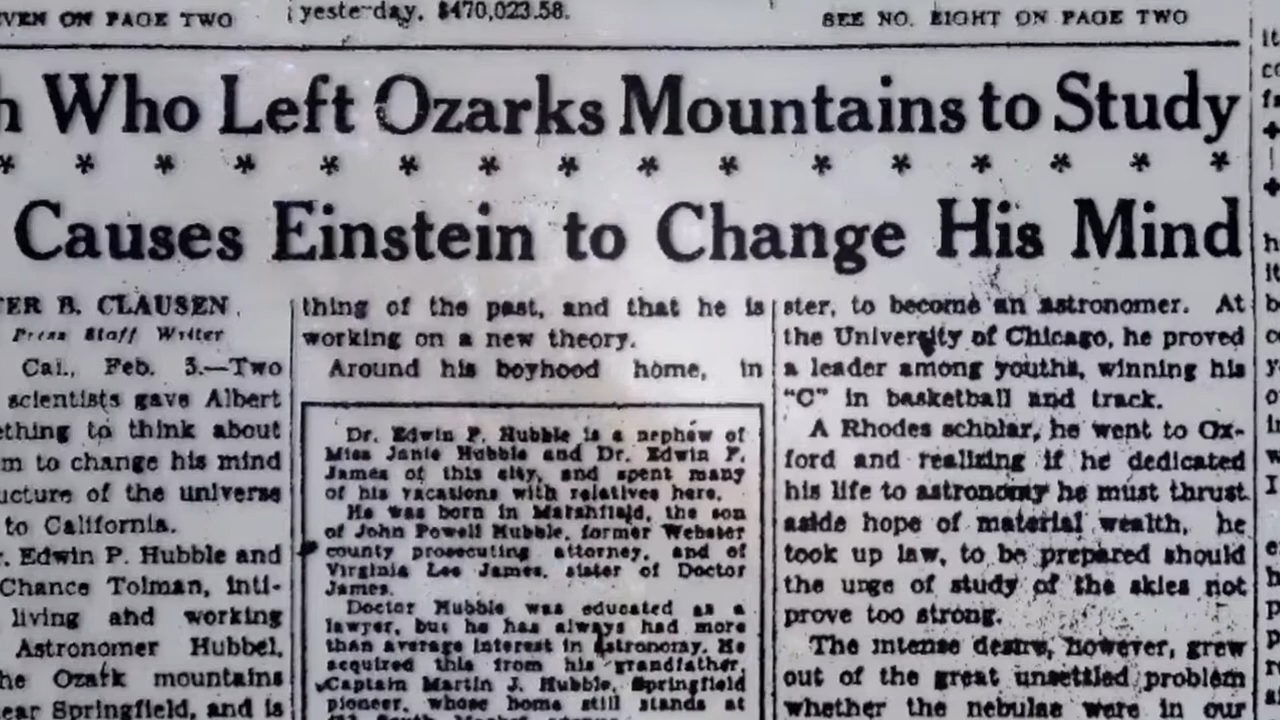 VEN ON PAGE TWO
yesterday, $470,023.58.
SEE NO. EIGHT ON PAGE TWO
h Who Left Ozarks Mountains to Study
* * * * * * * * * * * * * * * *
Causes Einstein to Change His Mind
TER B. CLAUSEN
Press Staff Writer
Cal., Feb. 3.—Two
scientists gave Albert
ething to think about
m to change his mind
ucture of the universe
to California.
r. Edwin P. Hubble and
Chance Tolman, inti-
living and working
Astronomer Hubbel,
he Ozark mountains
ear Springfield, and is
thing of the past, and that he is
working on a new theory.
Around his boyhood home, in
Dr. Edwin P. Hubble is a nephew of
Miss Janie Hubble and Dr. Edwin F.
James of this city, and spent many
of his vacations with relatives here.
He was born in Marshfield, the son
of John Powell Hubble, former Webster
county prosecuting attorney, and of
Virginia Lee James, sister of Doctor
James.
Doctor Hubble was educated as a
lawyer, but he has always had more
than average interest in astronomy. He
acquired this from his grandfather,
Captain Martin J. Hubble, Springfield
pioneer, whose home still stands at
ster, to become an astronomer. At
the University of Chicago, he proved
a leader among youths, winning his
"C" in basketball and track.
A Rhodes scholar, he went to Ox-
ford and realizing if he dedicated
his life to astronomy he must thrust
aside hope of material wealth, he
took up law, to be prepared should
the urge of study of the skies not
prove too strong.
The intense desire, however, grew
out of the great unsettled problem
whether the nebulae were in our